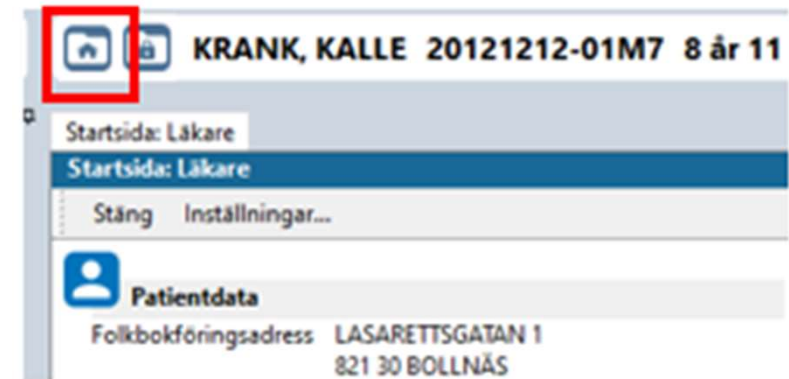 KRANK, KALLE 20121212-01M7 8 år 11
Startsida: Läkare
Startsida: Läkare
Stäng Inställningar...
Patientdata
Folkbokföringsadress LASARETTSGATAN 1
821 30 BOLLNÄS